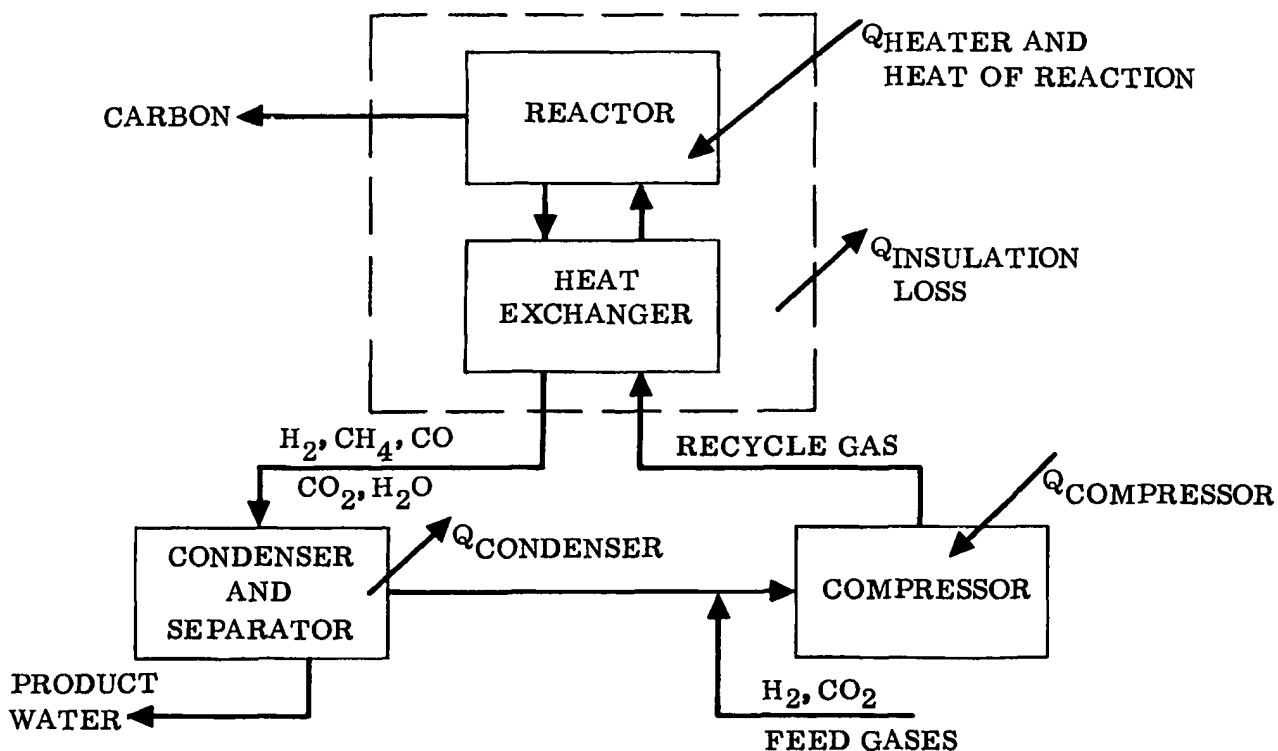 QHEATER AND
HEAT OF REACTION
CARBON
REACTOR
HEAT
EXCHANGER
QINSULATION
LOSS
H2, CH4, CO
CO2, H2O
RECYCLE GAS
QCOMPRESSOR
CONDENSER
AND
SEPARATOR
QCONDENSER
COMPRESSOR
PRODUCT
WATER
H2, CO2
FEED GASES